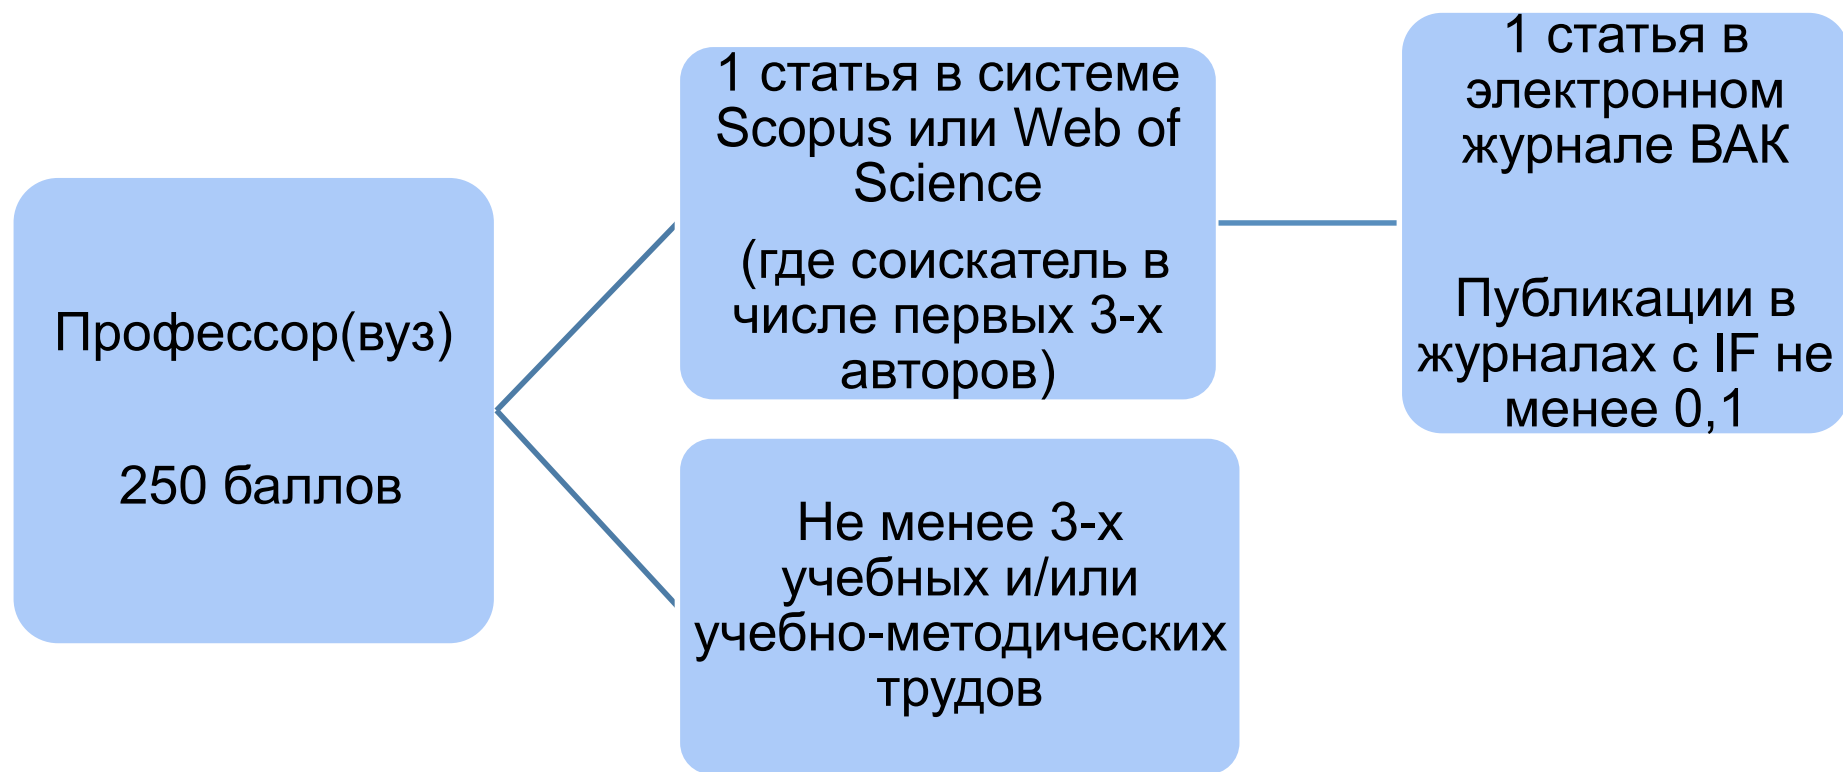 Профессор(вуз)
250 баллов
1 статья в системе
Scopus или Web of
Science
(где соискатель в
числе первых 3-х
авторов)
1 статья в
электронном
журнале ВАК
Публикации в
журналах с IF не
менее 0,1
Не менее 3-х
учебных и/или
учебно-методических
трудов